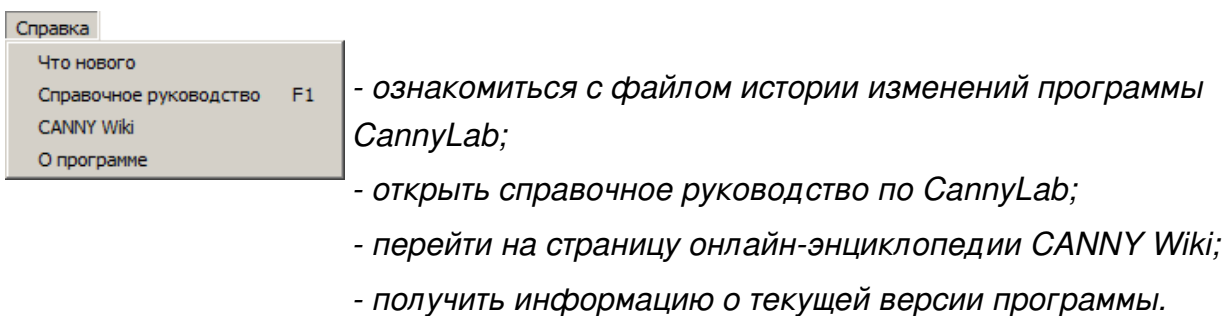 Справка
Что нового
Справочное руководство F1
CANNY Wiki
О программе
- ознакомиться с файлом истории изменений программы
CannyLab;
- открыть справочное руководство по CannyLab;
- перейти на страницу онлайн-энциклопедии CANNY Wiki;
- получить информацию о текущей версии программы.